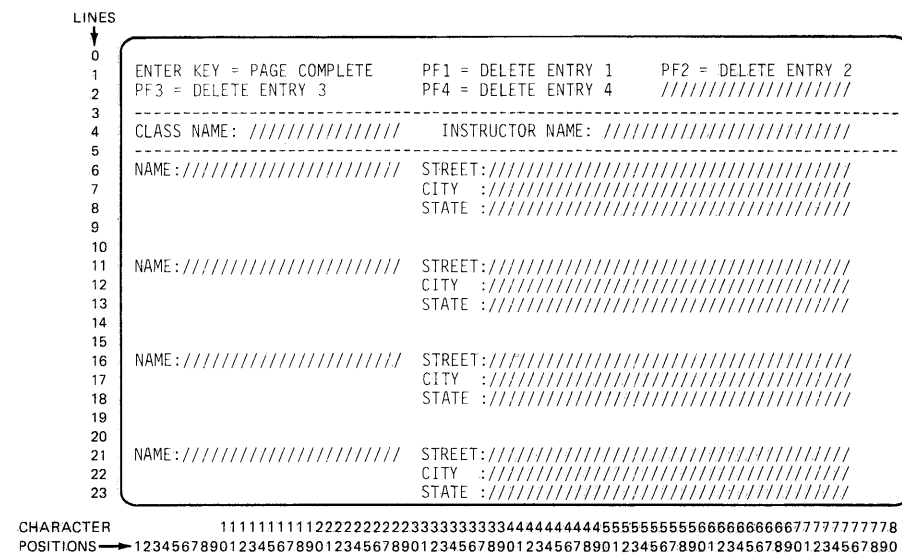 LINES
0
1 ENTER KEY = PAGE COMPLETE PF1 = DELETE ENTRY 1 PF2 = DELETE ENTRY 2
2 PF3 = DELETE ENTRY 3 PF4 = DELETE ENTRY 4 ////////////////////
3 --------------------------------------------------------------------------------
4 CLASS NAME: //////////////// INSTRUCTOR NAME: //////////////////////////
5 --------------------------------------------------------------------------------
6 NAME://///////////////////// STREET://////////////////////////////////////
7 CITY ://////////////////////////////////////
8 STATE ://////////////////////////////////////
9
10
11 NAME://///////////////////// STREET://////////////////////////////////////
12 CITY ://////////////////////////////////////
13 STATE ://////////////////////////////////////
14
15
16 NAME://///////////////////// STREET://////////////////////////////////////
17 CITY ://////////////////////////////////////
18 STATE ://////////////////////////////////////
19
20
21 NAME://///////////////////// STREET://////////////////////////////////////
22 CITY ://////////////////////////////////////
23 STATE ://////////////////////////////////////
CHARACTER 11111111112222222222333333333344444444445555555555666666666677777777778
POSITIONS 12345678901234567890123456789012345678901234567890123456789012345678901234567890